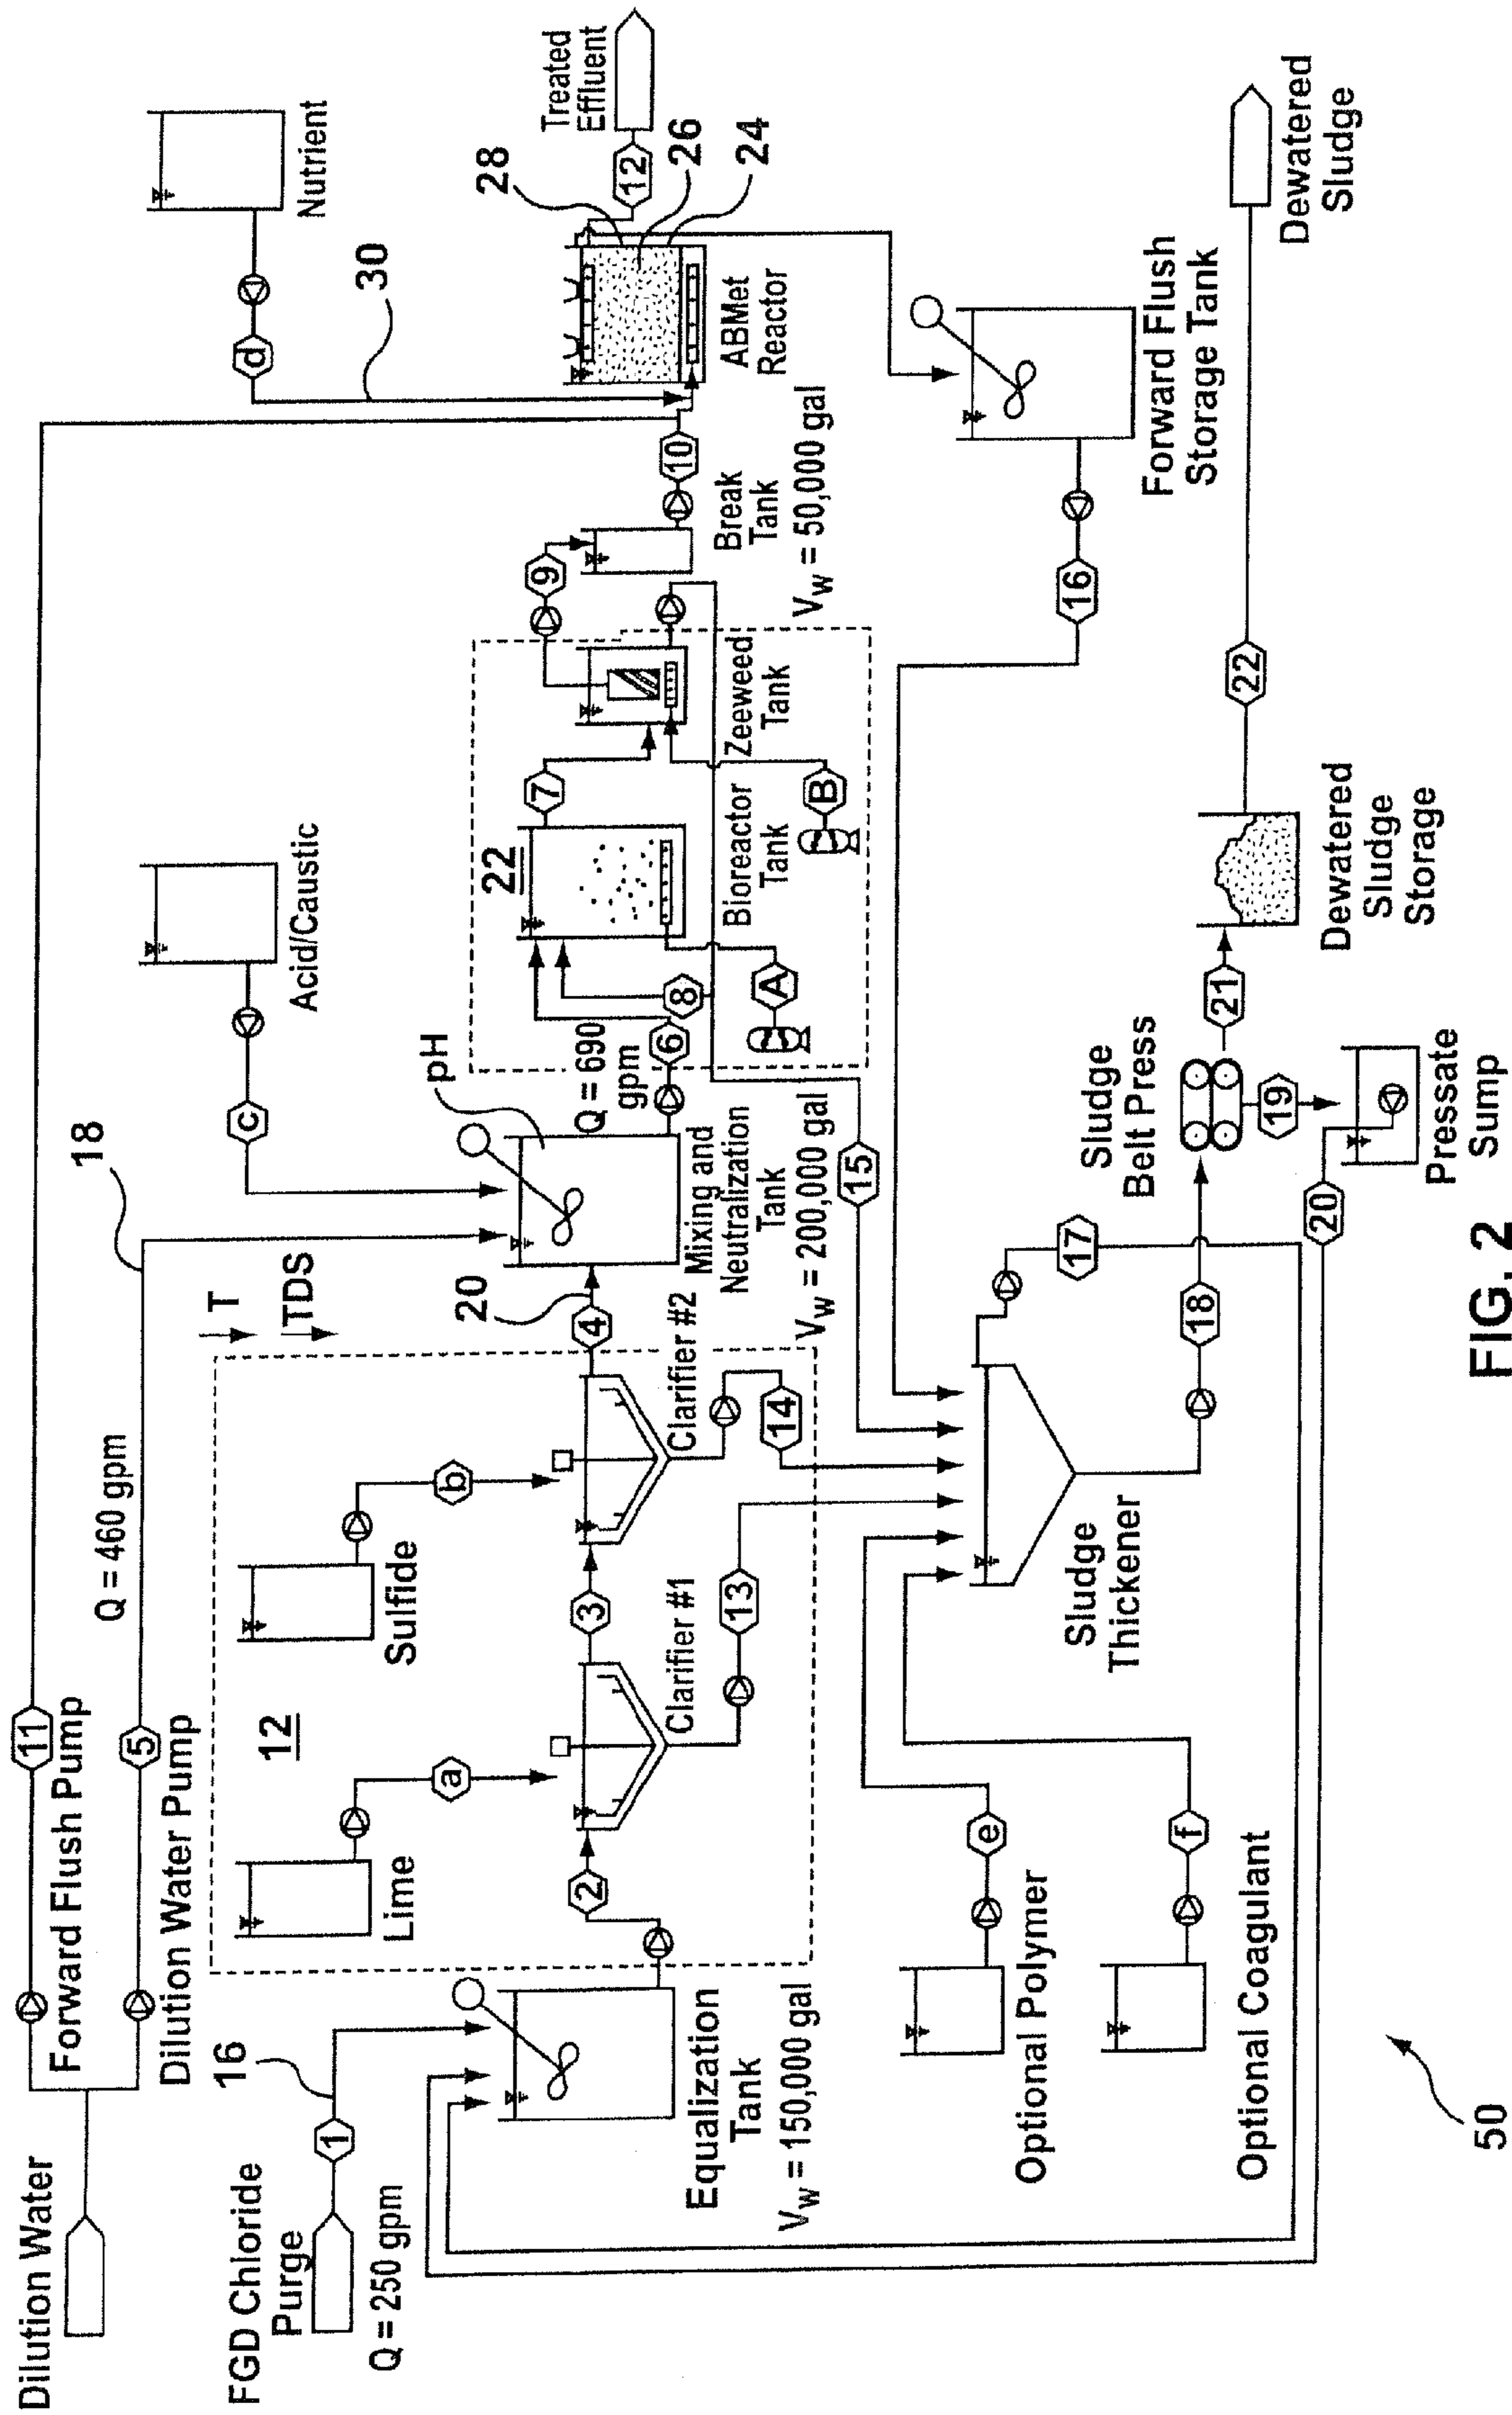 Dilution Water
11
Forward Flush Pump
5
Dilution Water Pump
Q = 460 gpm
18
FGD Chloride
Purge
Q = 250 gpm
1
16
Equalization
Tank
Vw = 150,000 gal
12
Lime
a
2
Clarifier #1
13
3
Sulfide
b
Clarifier #2
14
4
20
T
TDS
c
Acid/Caustic
pH
Mixing and
Neutralization
Tank
Vw = 200,000 gal
Q = 690
gpm
6
8
22
A
Bioreactor
Tank
7
B
Zeeweed
Tank
9
Break
Tank
Vw = 50,000 gal
10
30
d
Nutrient
ABMet
Reactor
28
26
24
12
Treated
Effluent
15
16
Forward Flush
Storage Tank
Optional Polymer
e
Optional Coagulant
f
Sludge
Thickener
17
18
Sludge
Belt Press
19
20
Pressate
Sump
21
Dewatered
Sludge
Storage
22
Dewatered
Sludge
50
FIG. 2